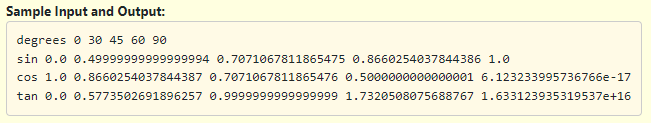 Sample Input and Output:
degrees 0 30 45 60 90
sin 0.0 0.49999999999999994 0.7071067811865475 0.8660254037844386 1.0
cos 1.0 0.8660254037844387 0.7071067811865476 0.5000000000000001 6.123233995736766e-17
tan 0.0 0.5773502691896257 0.9999999999999999 1.7320508075688767 1.633123935319537e+16